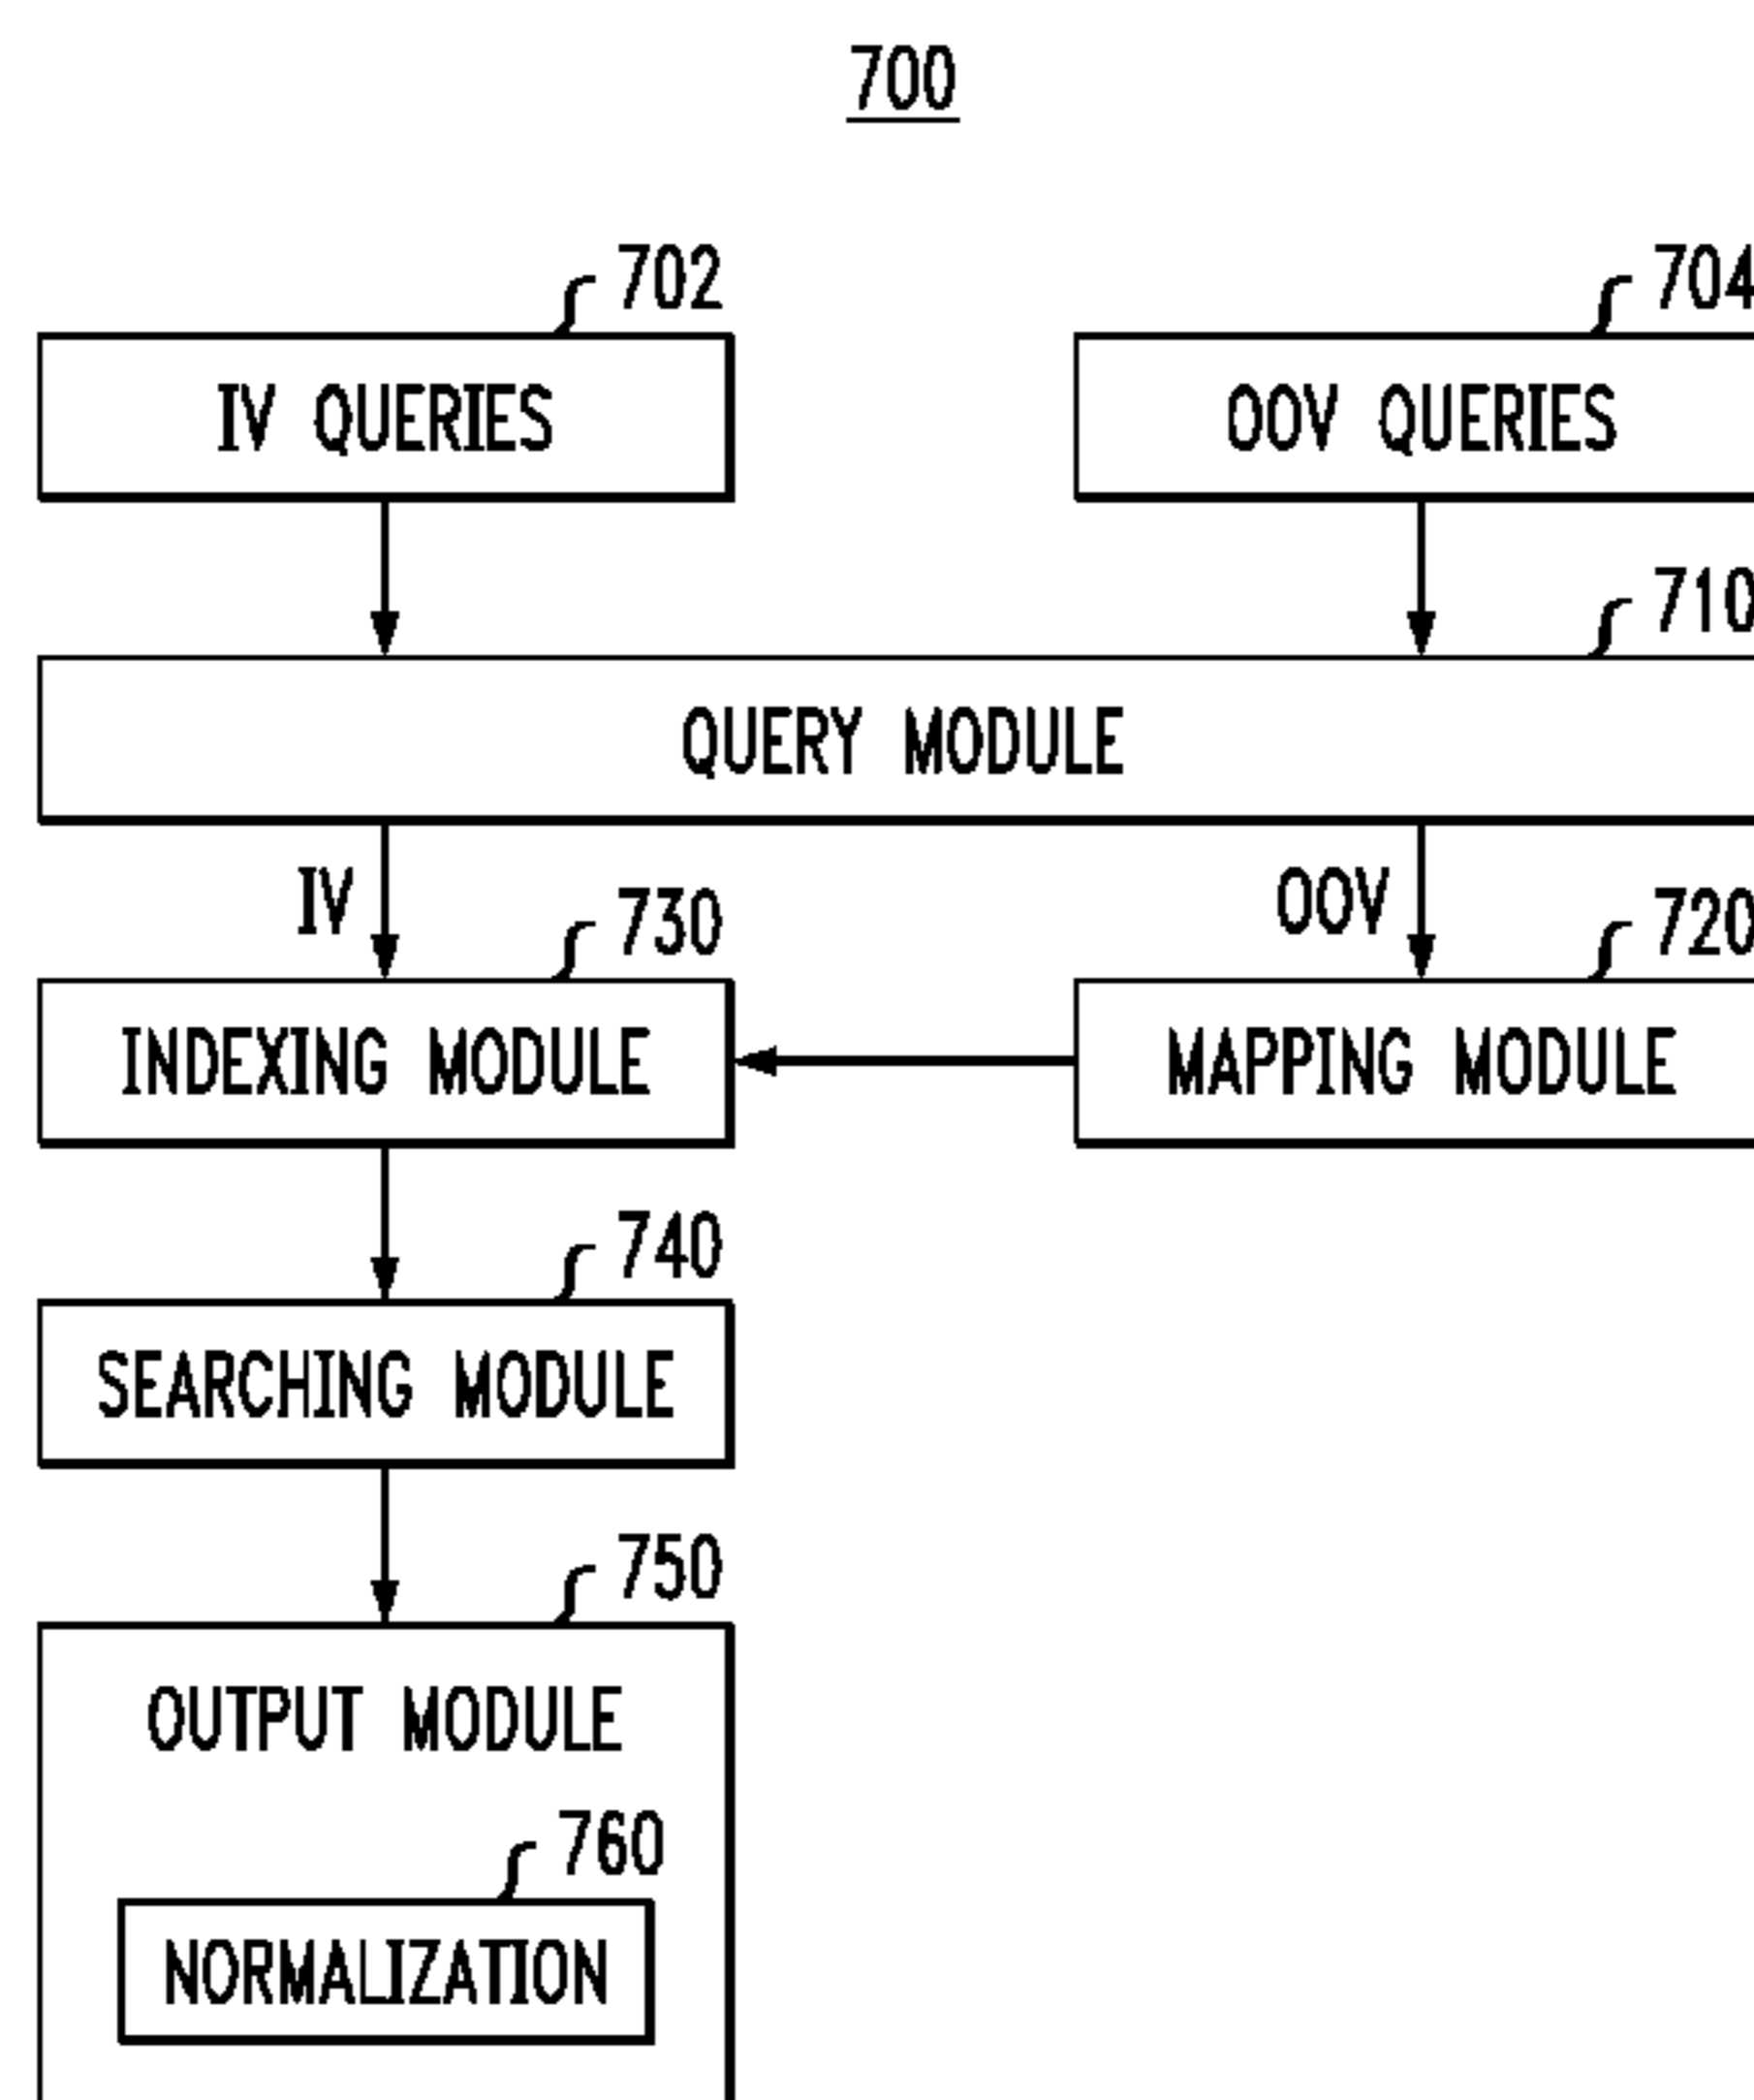 700
702
704
IV QUERIES
OOV QUERIES
710
QUERY MODULE
IV
OOV
730
720
INDEXING MODULE
MAPPING MODULE
740
SEARCHING MODULE
750
OUTPUT MODULE
760
NORMALIZATION